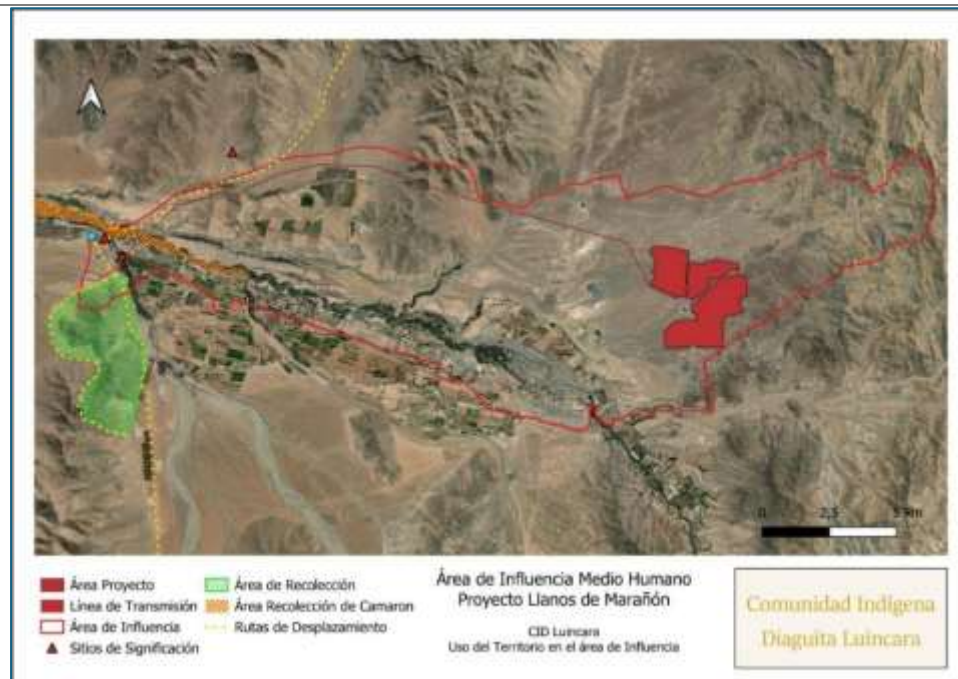 0 2,5 5 km
Área Proyecto
Línea de Transmisión
Área de Influencia
Sitios de Significación
Área de Recolección
Área Recolección de Camaron
Rutas de Desplazamiento
Área de Influencia Medio Humano
Proyecto Llanos de Marañón
CID Luincara
Uso del Territorio en el área de Influencia
Comunidad Indígena
Diaguita Luincara